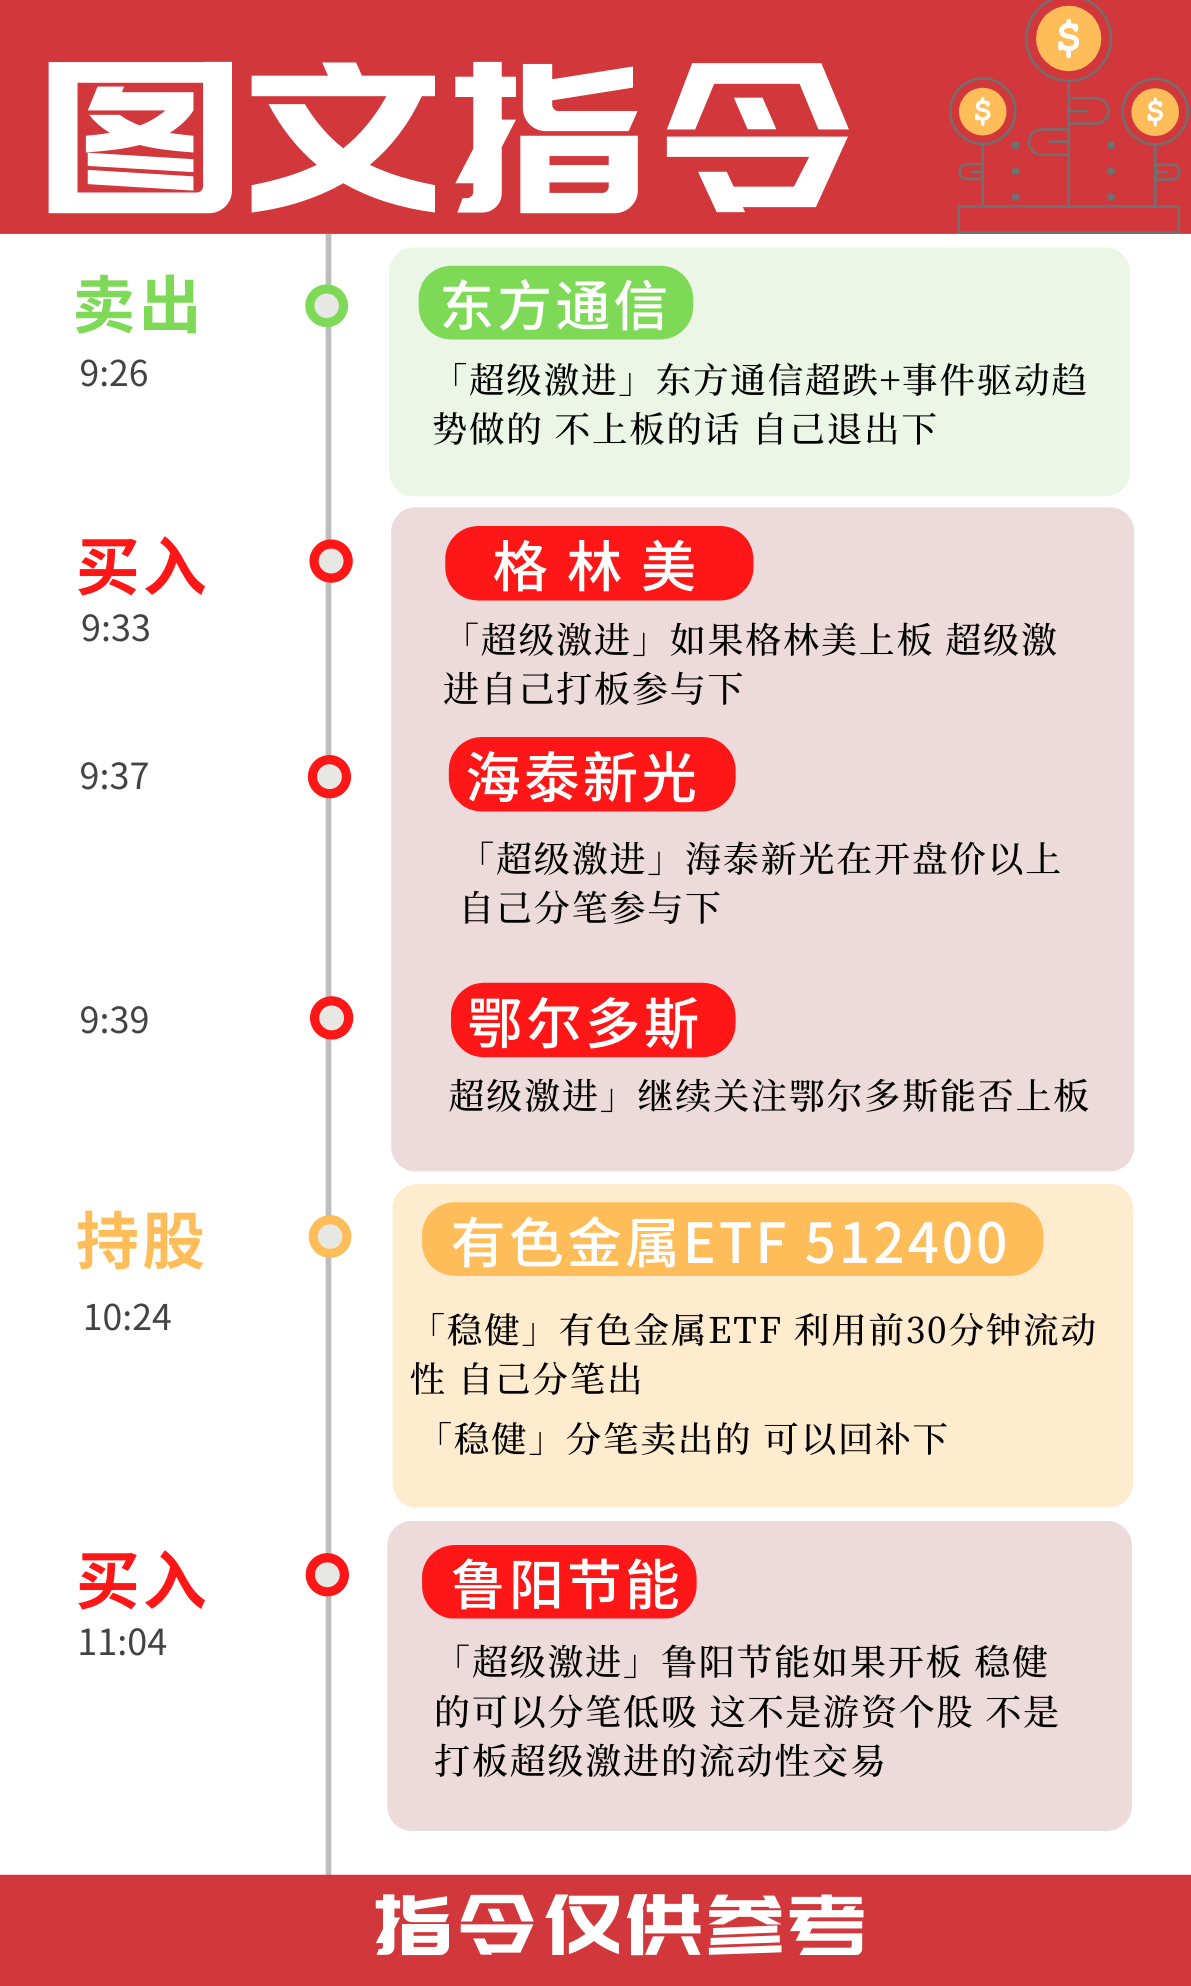 图文指令
卖出
9:26
东方通信
「超级激进」东方通信超跌+事件驱动趋
势做的 不上板的话 自己退出下
买入
9:33
格林美
「超级激进」如果格林美上板 超级激
进自己打板参与下
9:37
海泰新光
「超级激进」海泰新光在开盘价以上
自己分笔参与下
9:39
鄂尔多斯
超级激进」继续关注鄂尔多斯能否上板
持股
10:24
有色金属ETF 512400
「稳健」有色金属ETF 利用前30分钟流动
性 自己分笔出
「稳健」分笔卖出的 可以回补下
买入
11:04
鲁阳节能
「超级激进」鲁阳节能如果开板 稳健
的可以分笔低吸 这不是游资个股 不是
打板超级激进的流动性交易
指令仅供参考